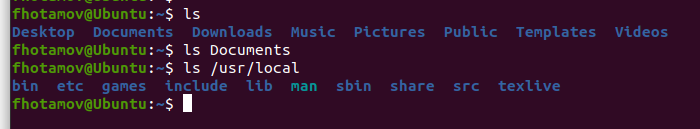 fhotamov@Ubuntu:~$ ls
Desktop Documents Downloads Music Pictures Public Templates Videos
fhotamov@Ubuntu:~$ ls Documents
fhotamov@Ubuntu:~$ ls /usr/local
bin etc games include lib man sbin share src texlive
fhotamov@Ubuntu:~$